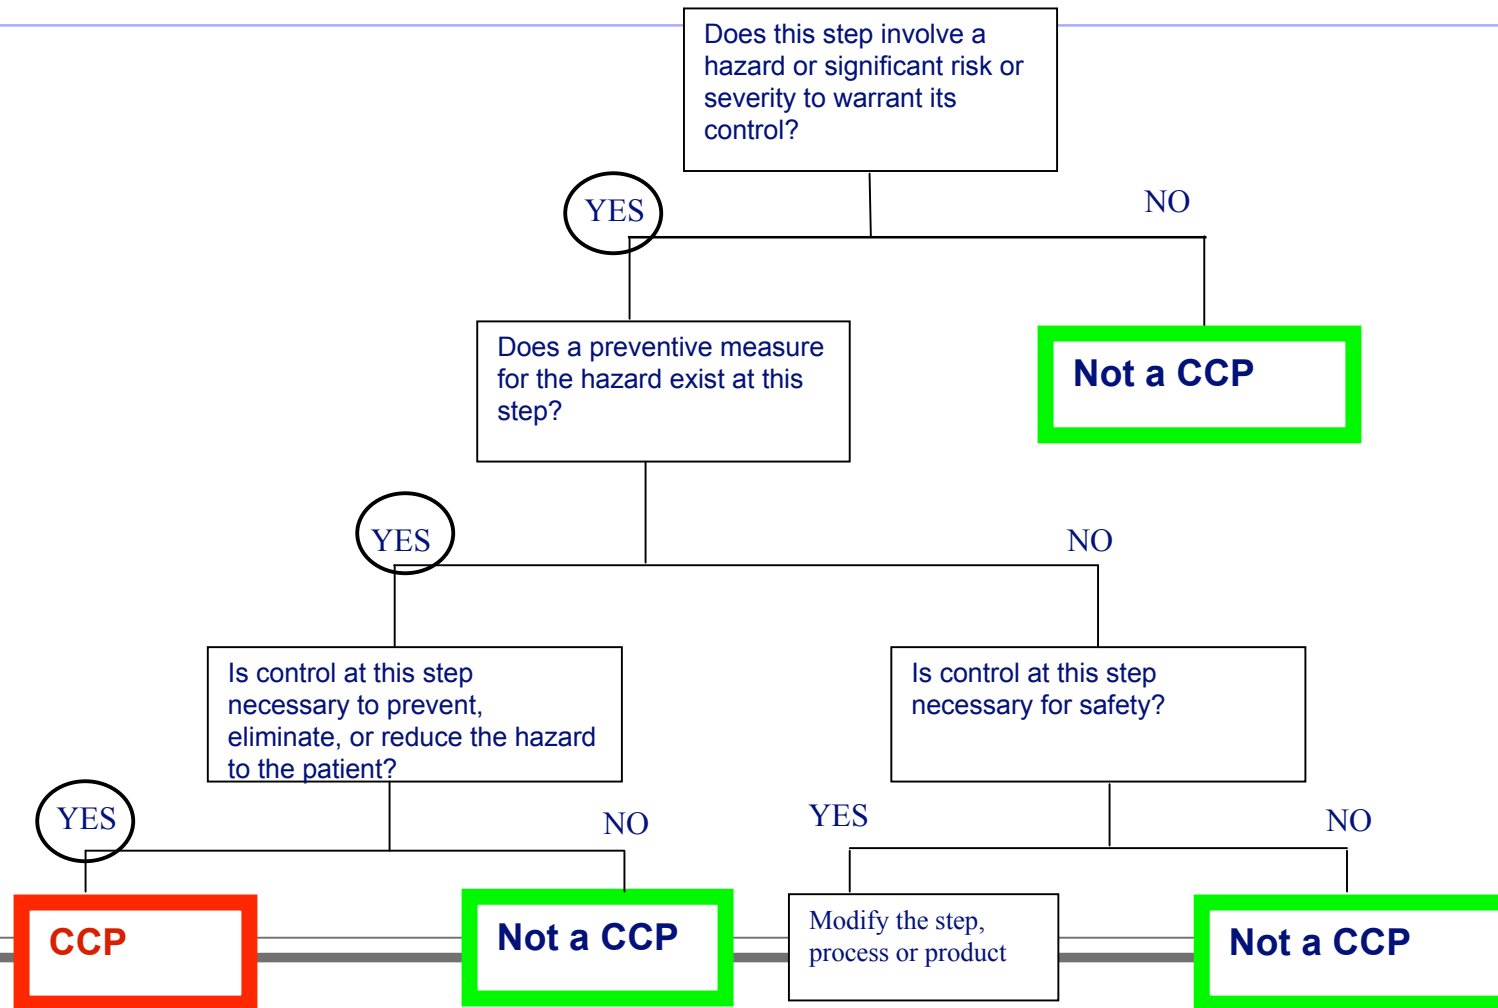 Does this step involve a
hazard or significant risk or
severity to warrant its
control?
YES
NO
Does a preventive measure
for the hazard exist at this
step?
Not a CCP
YES
NO
Is control at this step
necessary to prevent,
eliminate, or reduce the hazard
to the patient?
Is control at this step
necessary for safety?
YES
NO
YES
NO
CCP
Not a CCP
Modify the step,
process or product
Not a CCP